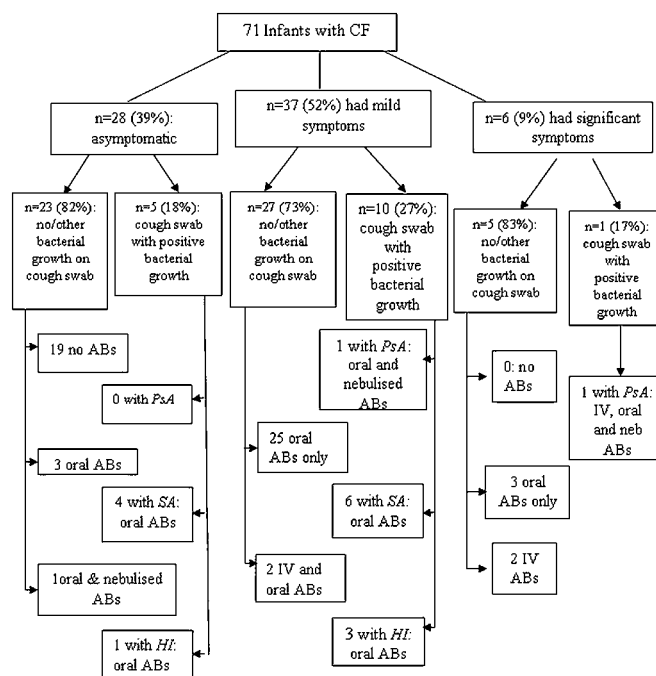 71 Infants with CF
n=28 (39%):
asymptomatic
n=37 (52%) had mild
symptoms
n=6 (9%) had significant
symptoms
n=23 (82%):
no/other
bacterial
growth on
cough swab
n=5 (18%):
cough swab
with positive
bacterial
growth
n=27 (73%):
no/other
bacterial
growth on
cough swab
n=10 (27%):
cough swab
with
positive
bacterial
growth
n=5 (83%):
no/other
bacterial
growth on
cough swab
n=1 (17%):
cough swab
with
positive
bacterial
growth
19 no ABs
0 with PsA
3 oral ABs
4 with SA:
oral ABs
1oral & nebulised
ABs
1 with HI:
oral ABs
1 with PsA:
oral and
nebulised
ABs
25 oral
ABs only
6 with SA:
oral ABs
2 IV and
oral ABs
3 with HI:
oral ABs
0: no
ABs
1 with PsA:
IV, oral
and neb
ABs
3 oral
ABs only
2 IV
ABs